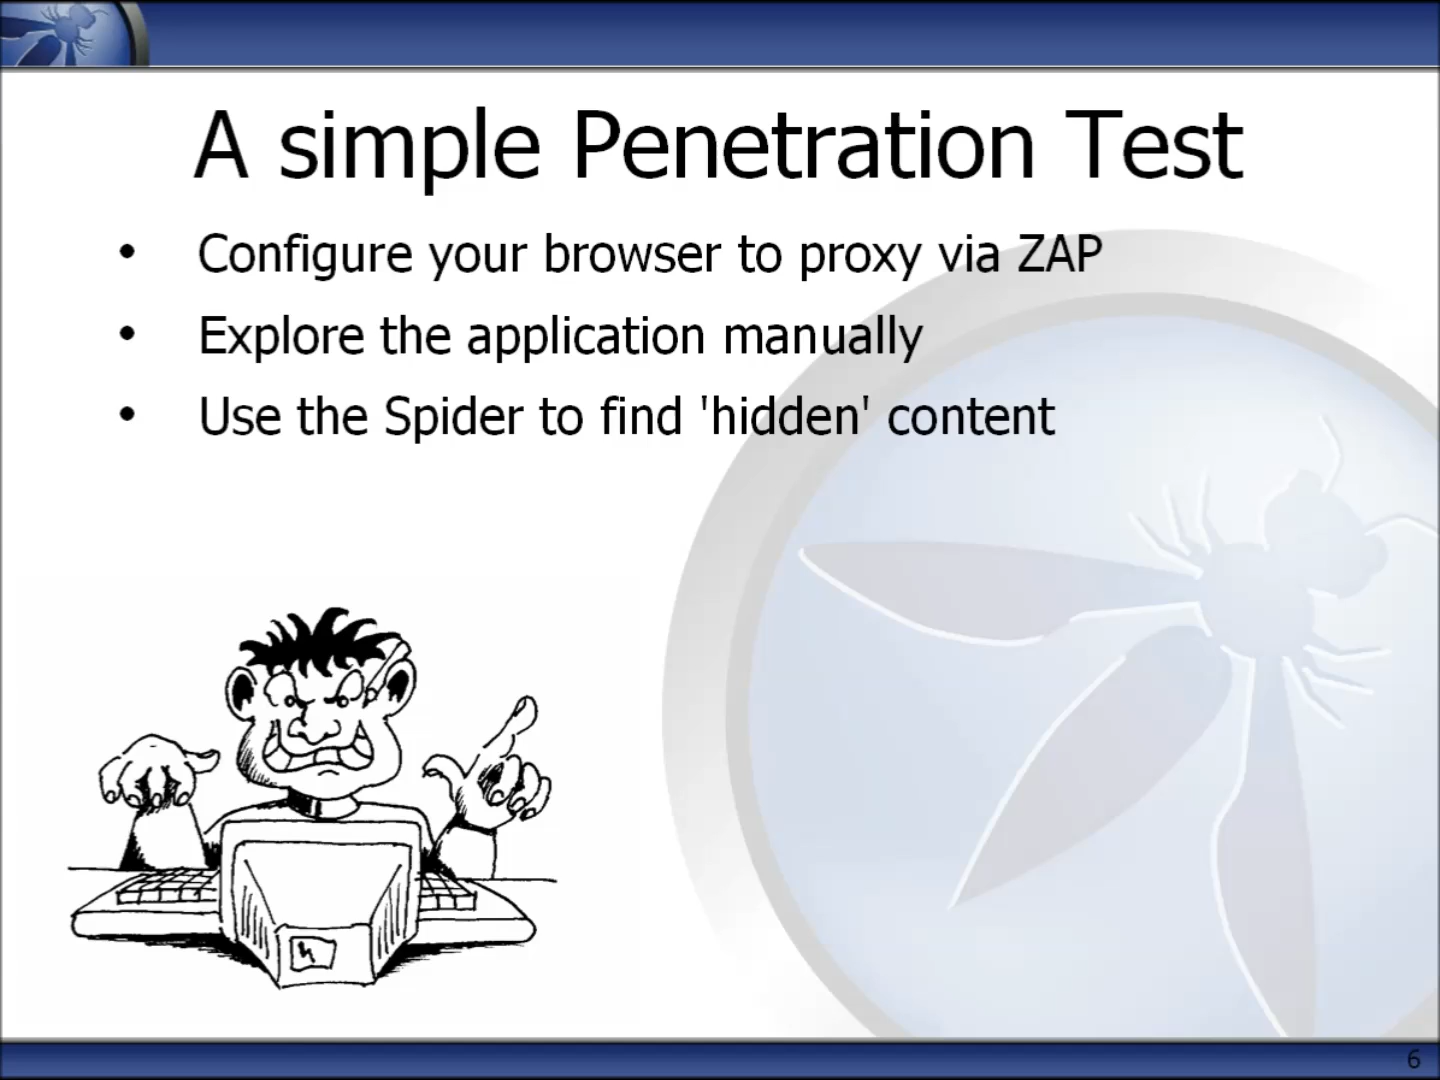 A simple Penetration Test
• Configure your browser to proxy via ZAP
• Explore the application manually
• Use the Spider to find 'hidden' content
6